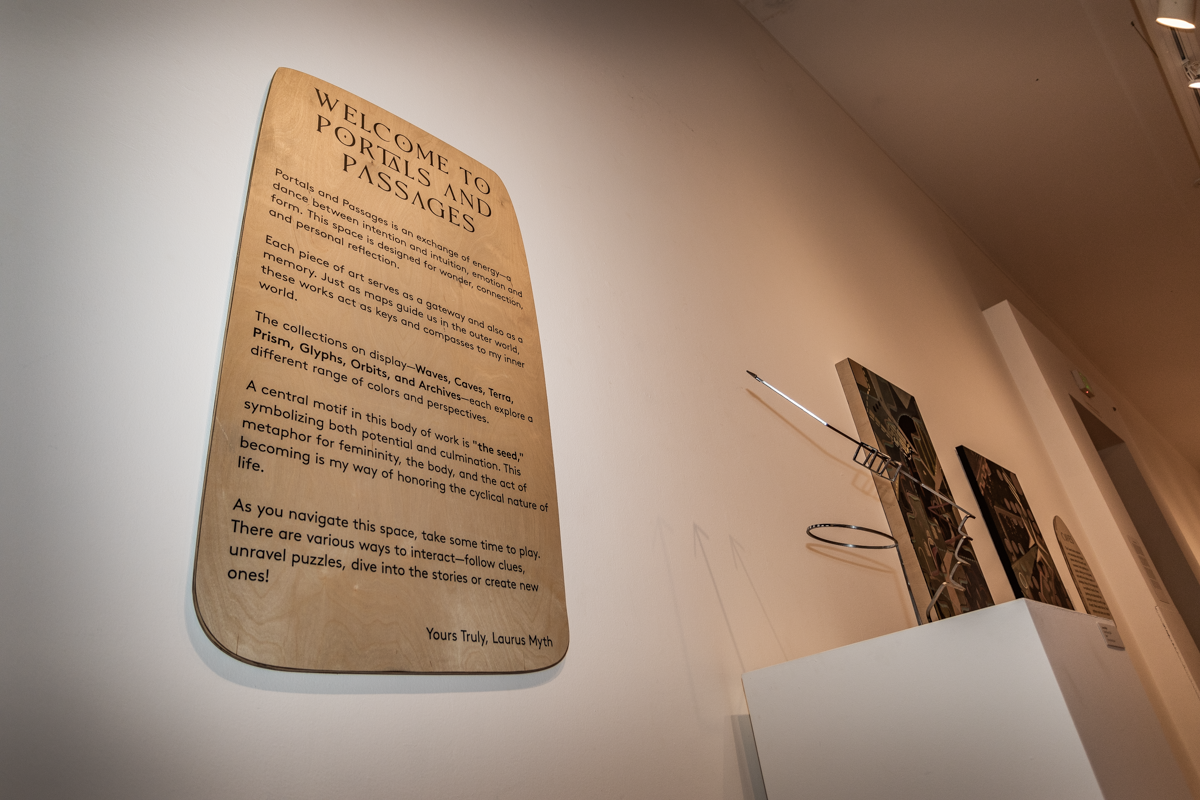 WELCOME TO
PORTALS AND
PASSAGES
Portals and Passages is an exchange of energy—a
dance between intention and intuition, emotion and
form. This space is designed for wonder, connection,
and personal reflection.
Each piece of art serves as a gateway and also as a
memory. Just as maps guide us in the outer world,
these works act as keys and compasses to my inner
world.
The collections on display—Waves, Caves, Terra,
Prism, Glyphs, Orbits, and Archives—each explore a
different range of colors and perspectives.
A central motif in this body of work is "the seed,"
symbolizing both potential and culmination. This
metaphor for femininity, the body, and the act of
becoming is my way of honoring the cyclical nature of
life.
As you navigate this space, take some time to play.
There are various ways to interact—follow clues,
unravel puzzles, dive into the stories or create new
ones!
Yours Truly, Laurus Myth